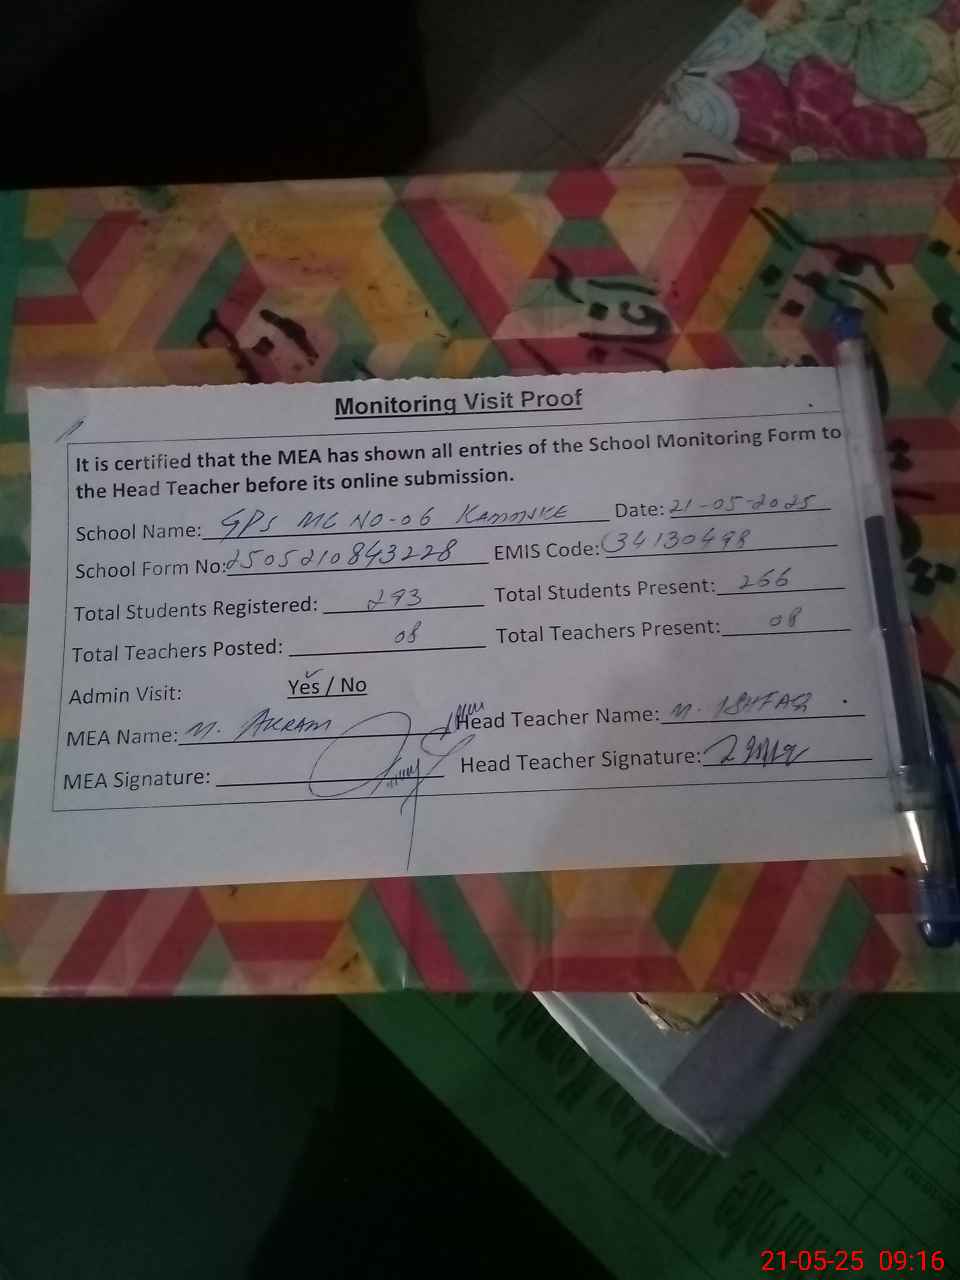 Monitoring Visit Proof
It is certified that the MEA has shown all entries of the School Monitoring Form to
the Head Teacher before its online submission.
School Name: GPS MC NO-06 KAMONKE Date: 21-05-2025
School Form No: 2505210843228 EMIS Code: 34130498
Total Students Registered: 293 Total Students Present: 266
Total Teachers Posted: 08 Total Teachers Present: 08
Admin Visit: Yes / No
MEA Name: M. AKRAM Head Teacher Name: M. ISHFAQ
MEA Signature: Head Teacher Signature:
21-05-25 09:16